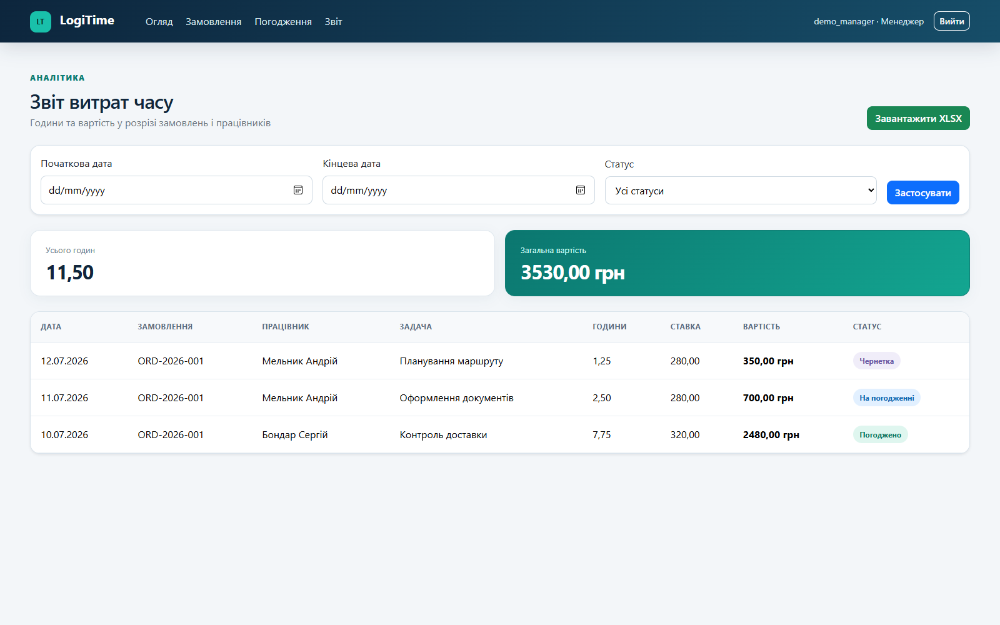 LT LogiTime Огляд Замовлення Погодження Звіт demo_manager · Менеджер Вийти
АНАЛІТИКА
Звіт витрат часу
Години та вартість у розрізі замовлень і працівників
Завантажити XLSX
Початкова дата Кінцева дата Статус
dd/mm/yyyy dd/mm/yyyy Усі статуси Застосувати
Усього годин
11,50
Загальна вартість
3530,00 грн
ДАТА ЗАМОВЛЕННЯ ПРАЦІВНИК ЗАДАЧА ГОДИНИ СТАВКА ВАРТІСТЬ СТАТУС
12.07.2026 ORD-2026-001 Мельник Андрій Планування маршруту 1,25 280,00 350,00 грн Чернетка
11.07.2026 ORD-2026-001 Мельник Андрій Оформлення документів 2,50 280,00 700,00 грн На погодженні
10.07.2026 ORD-2026-001 Бондар Сергій Контроль доставки 7,75 320,00 2480,00 грн Погоджено